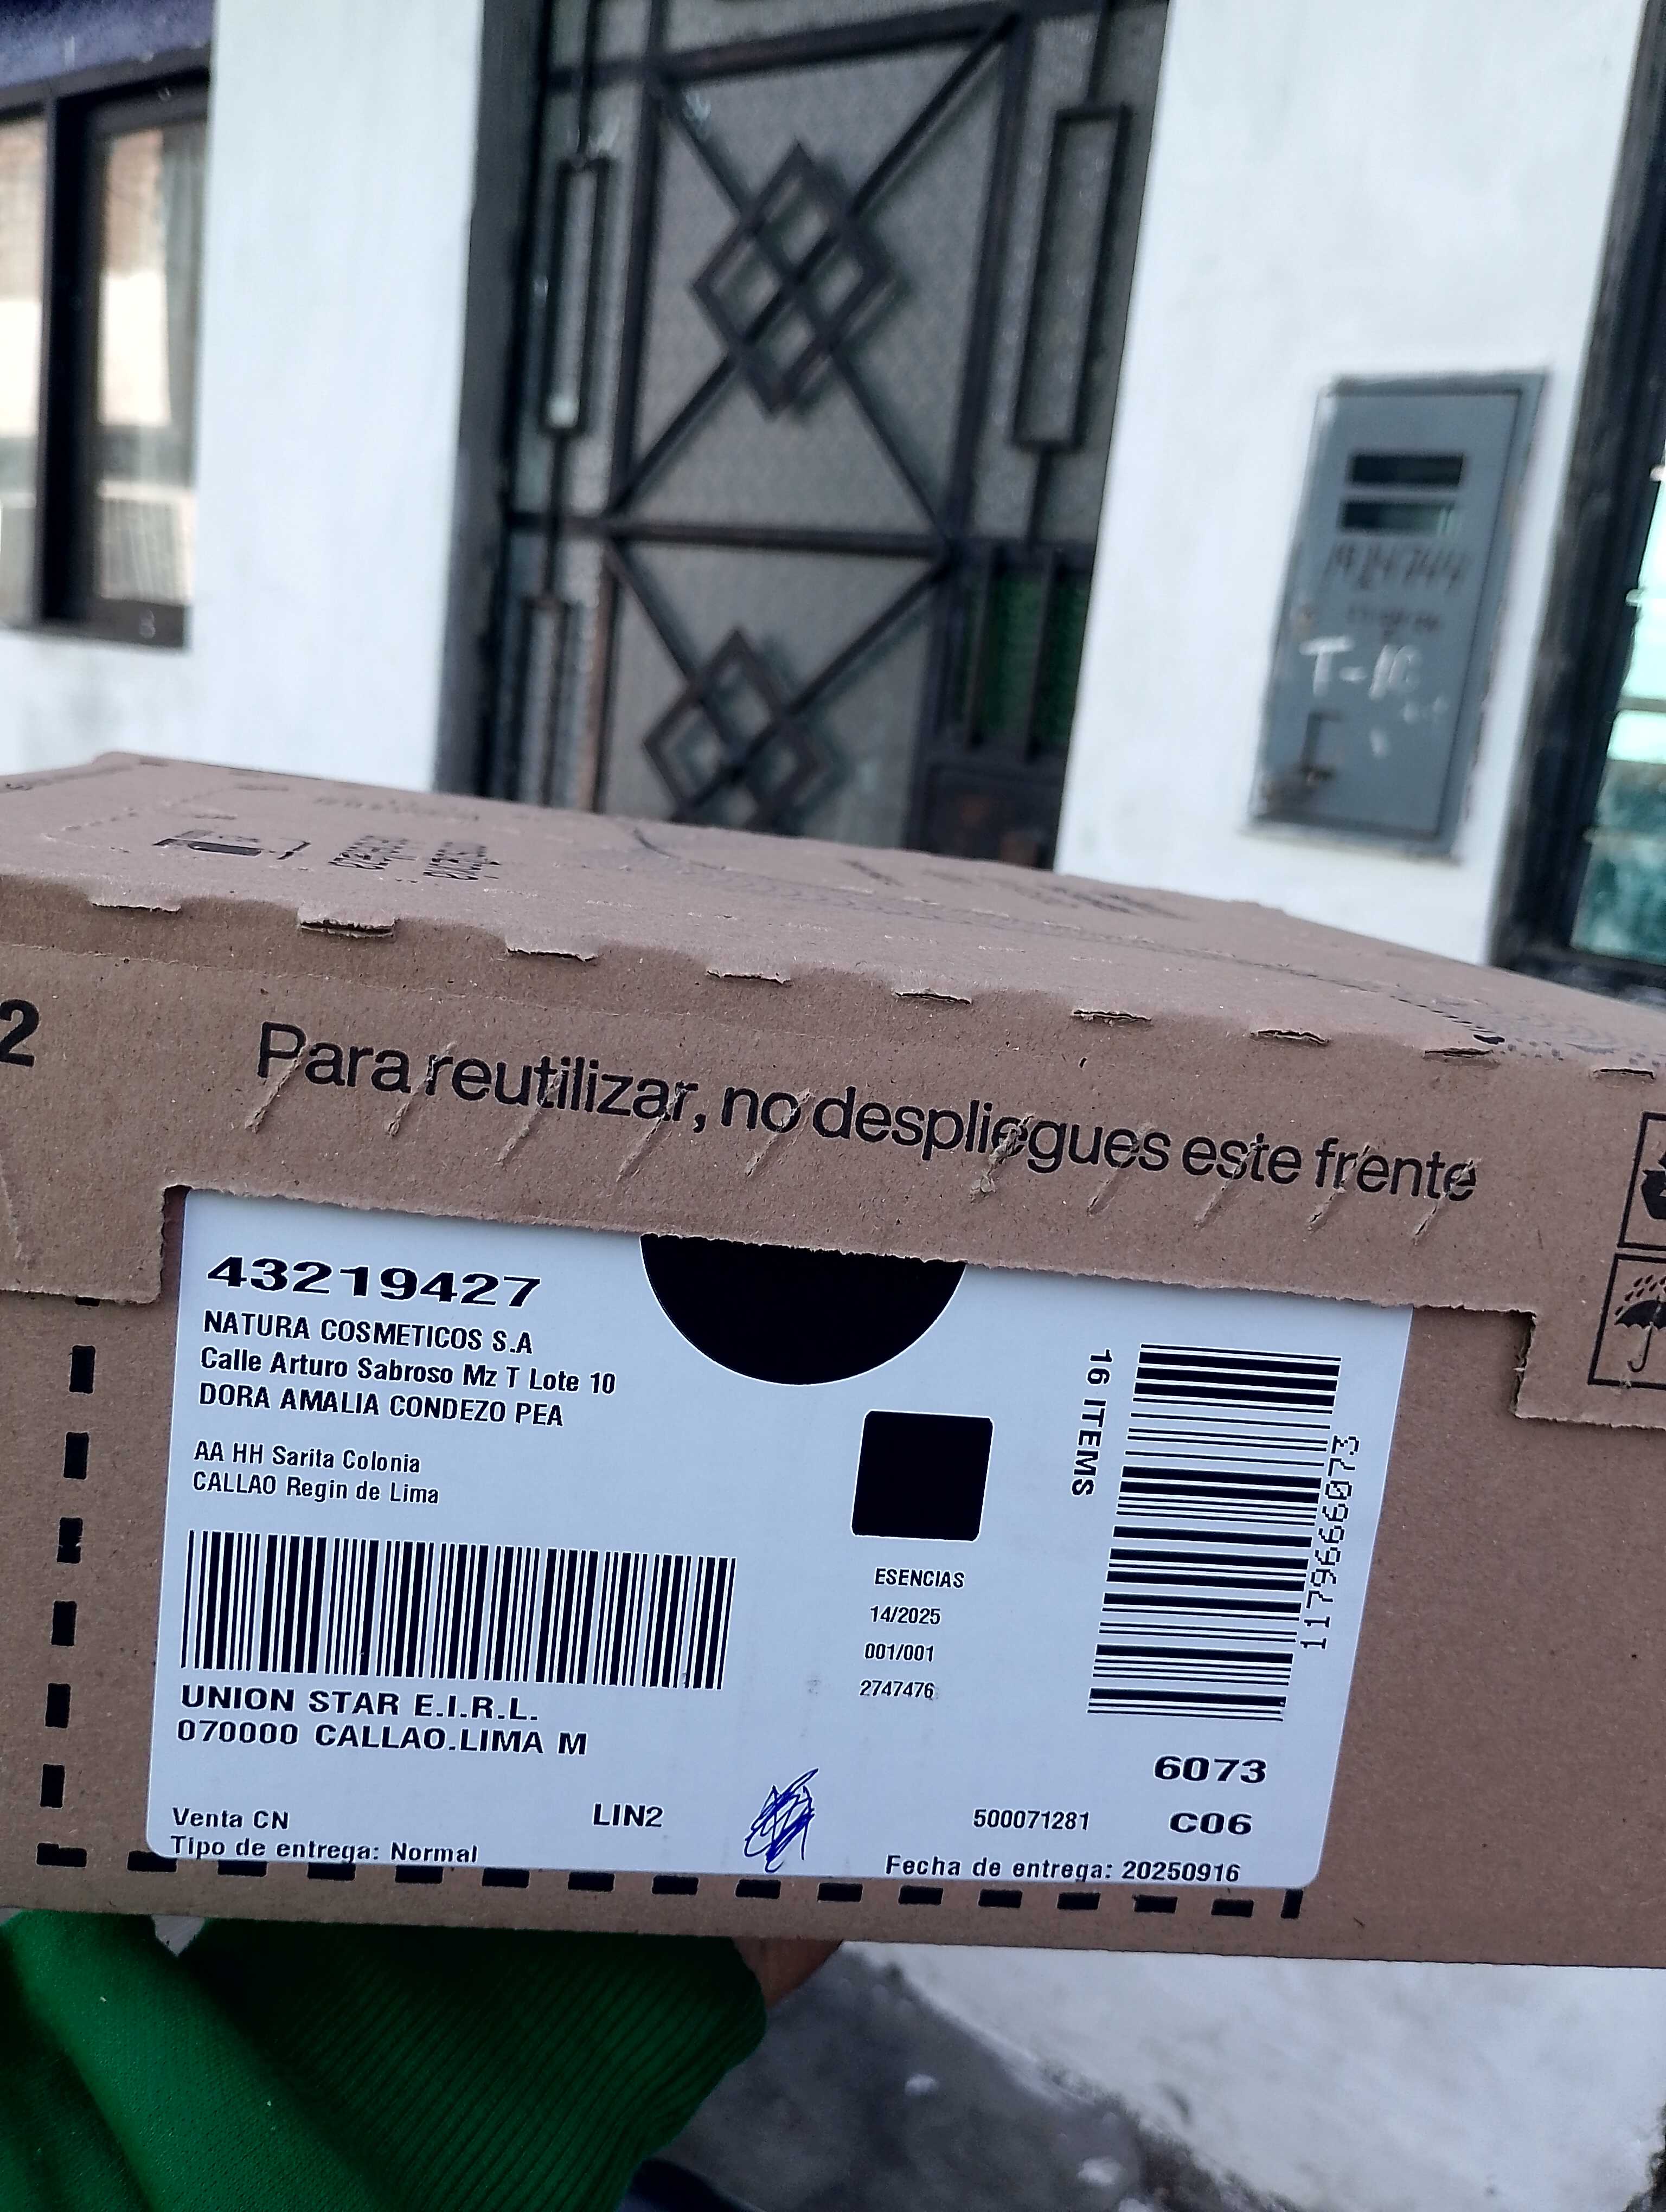 2
Para reutilizar, no despliegues este frente
43219427
NATURA COSMETICOS S.A
Calle Arturo Sabroso Mz T Lote 10
DORA AMALIA CONDEZO PEA
AA HH Sarita Colonia
CALLAO Regin de Lima
UNION STAR E.I.R.L.
070000 CALLAO.LIMA M
Venta CN
Tipo de entrega: Normal
LIN2
ESENCIAS
14/2025
001/001
2747476
16 ITEMS
117966996073
6073
500071281
C06
Fecha de entrega: 20250916